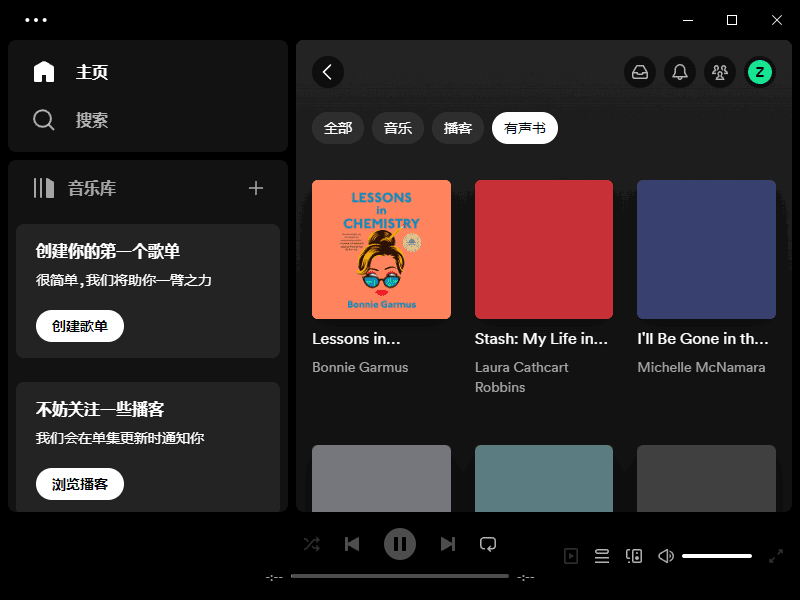 主页
搜索
音乐库
创建你的第一个歌单
很简单，我们将助你一臂之力
创建歌单
不妨关注一些播客
我们会在单集更新时通知你
浏览播客
Z
全部
音乐
播客
有声书
LESSONS
in
CHEMISTRY
Bonnie Garmus
Lessons in...
Bonnie Garmus
Stash: My Life in...
Laura Cathcart
Robbins
I'll Be Gone in th...
Michelle McNamara
-:--
-:--